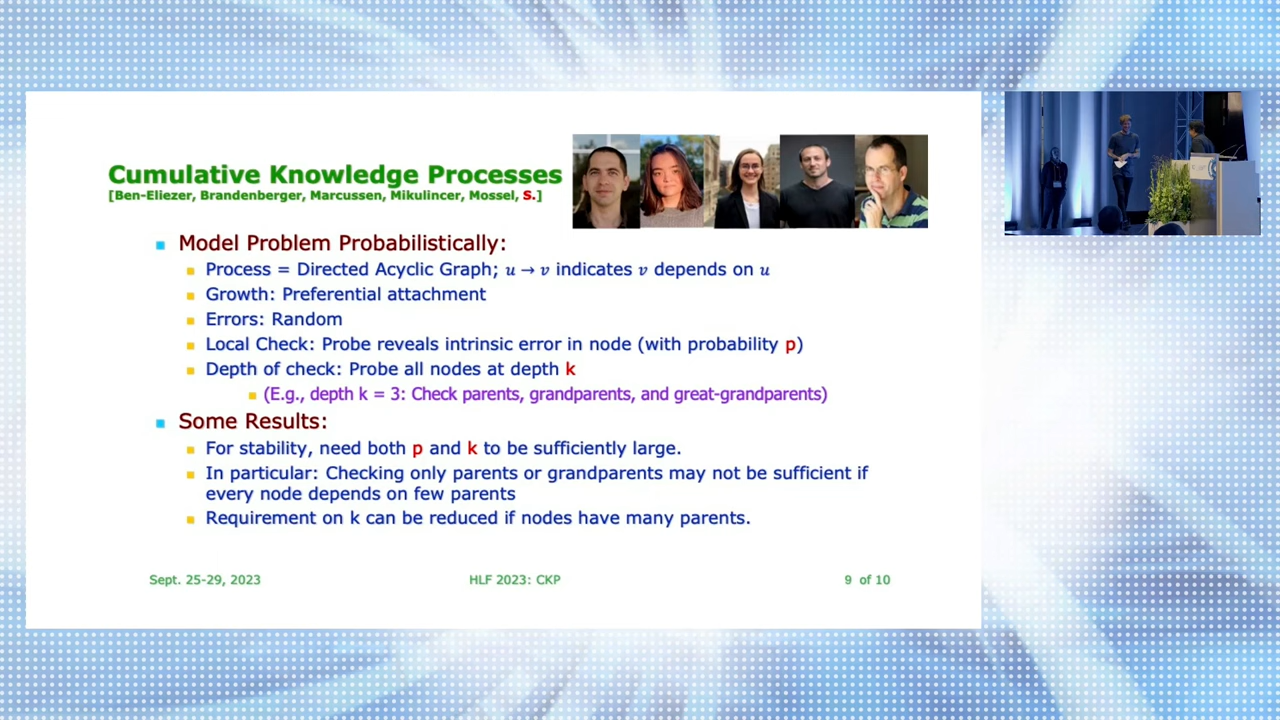 Cumulative Knowledge Processes
[Ben-Eliezer, Brandenberger, Marcussen, Mikulincer, Mossel, S.]
Model Problem Probabilistically:
Process = Directed Acyclic Graph; u → v indicates v depends on u
Growth: Preferential attachment
Errors: Random
Local Check: Probe reveals intrinsic error in node (with probability p)
Depth of check: Probe all nodes at depth k
(E.g., depth k = 3: Check parents, grandparents, and great-grandparents)
Some Results:
For stability, need both p and k to be sufficiently large.
In particular: Checking only parents or grandparents may not be sufficient if
every node depends on few parents
Requirement on k can be reduced if nodes have many parents.
Sept. 25-29, 2023 HLF 2023: CKP 9 of 10